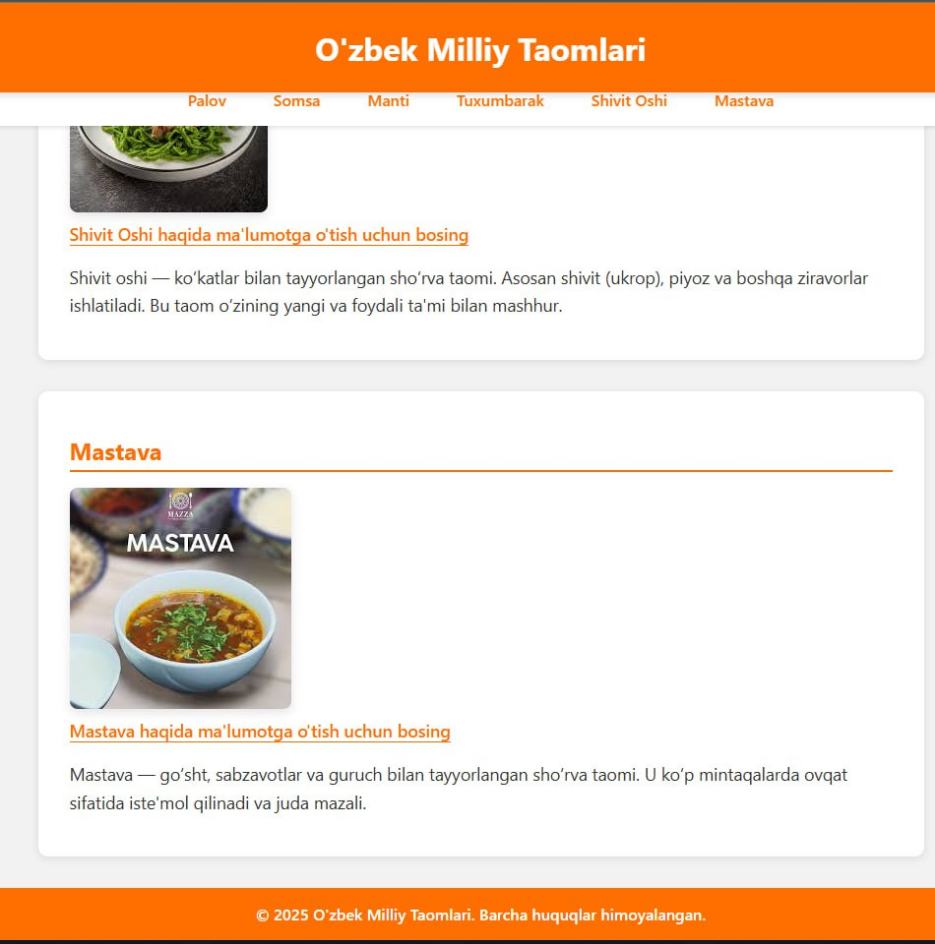 O'zbek Milliy Taomlari
Palov Somsa Manti Tuxumbarak Shivit Oshi Mastava
Shivit Oshi haqida ma'lumotga o'tish uchun bosing
Shivit oshi — ko‘katlar bilan tayyorlangan sho‘rva taomi. Asosan shivit (ukrop), piyoz va boshqa ziravorlar
ishlatiladi. Bu taom o‘zining yangi va foydali ta'mi bilan mashhur.
Mastava
MAZZA
MASTAVA
Mastava haqida ma'lumotga o'tish uchun bosing
Mastava — go‘sht, sabzavotlar va guruch bilan tayyorlangan sho‘rva taomi. U ko‘p mintaqalarda ovqat
sifatida iste'mol qilinadi va juda mazali.
© 2025 O'zbek Milliy Taomlari. Barcha huquqlar himoyalangan.